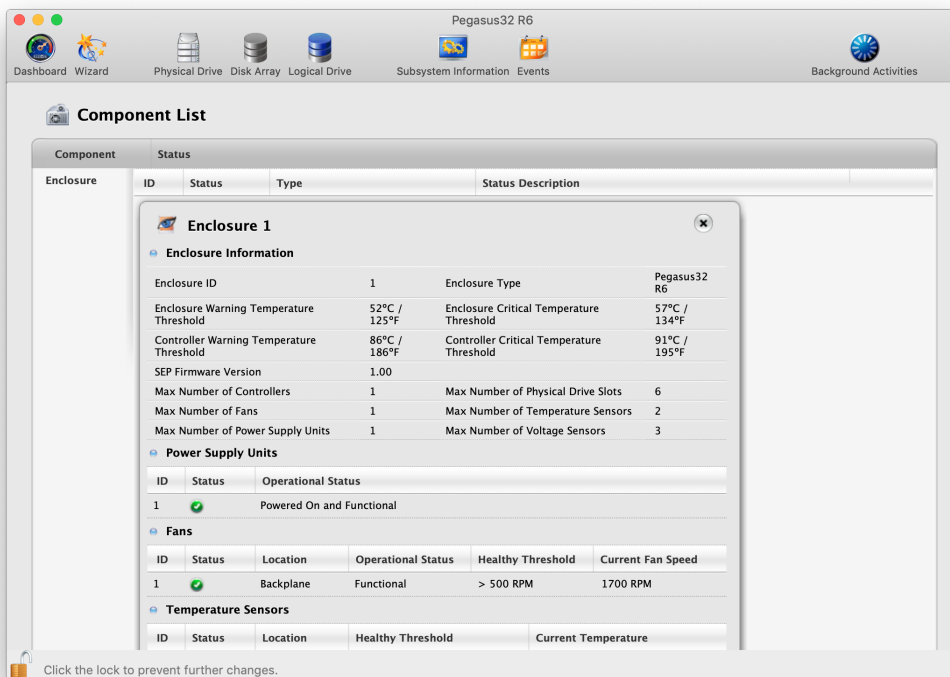 Pegasus32 R6
Dashboard Wizard Physical Drive Disk Array Logical Drive Subsystem Information Events Background Activities
Component List
Component Status
Enclosure
ID Status Type Status Description
Enclosure 1
Enclosure Information
Enclosure ID 1 Enclosure Type Pegasus32
R6
Enclosure Warning Temperature 52°C / Enclosure Critical Temperature 57°C /
Threshold 125°F Threshold 134°F
Controller Warning Temperature 86°C / Controller Critical Temperature 91°C /
Threshold 186°F Threshold 195°F
SEP Firmware Version 1.00
Max Number of Controllers 1 Max Number of Physical Drive Slots 6
Max Number of Fans 1 Max Number of Temperature Sensors 2
Max Number of Power Supply Units 1 Max Number of Voltage Sensors 3
Power Supply Units
ID Status Operational Status
1 Powered On and Functional
Fans
ID Status Location Operational Status Healthy Threshold Current Fan Speed
1 Backplane Functional > 500 RPM 1700 RPM
Temperature Sensors
ID Status Location Healthy Threshold Current Temperature
Click the lock to prevent further changes.